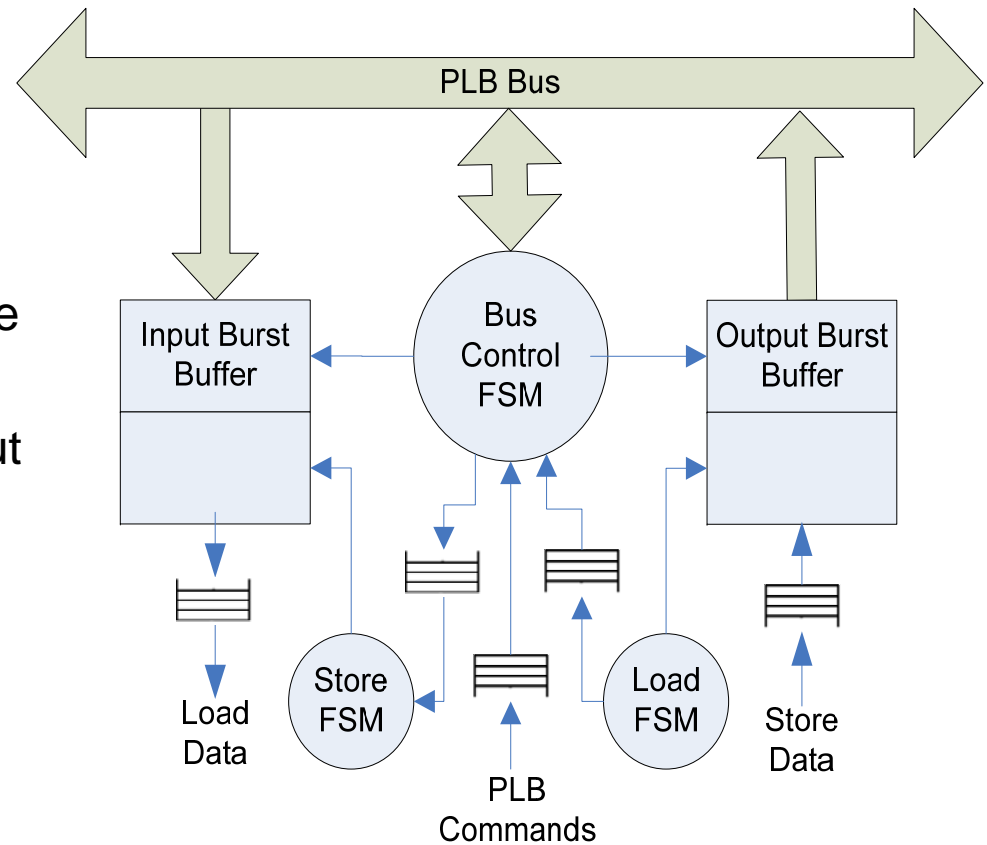 PLB Bus
e
ut
Input Burst
Buffer
Bus
Control
FSM
Output Burst
Buffer
Store
FSM
Load
FSM
Load
Data
Store
Data
PLB
Commands